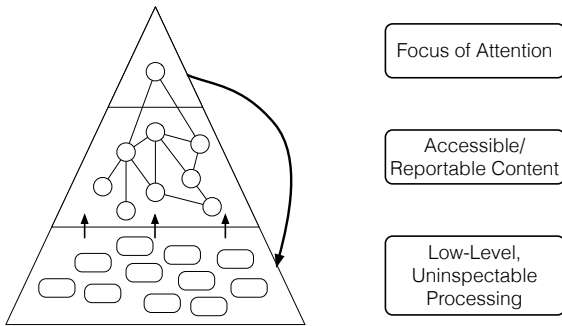 Focus of Attention
Accessible/
Reportable Content
Low-Level,
Uninspectable
Processing